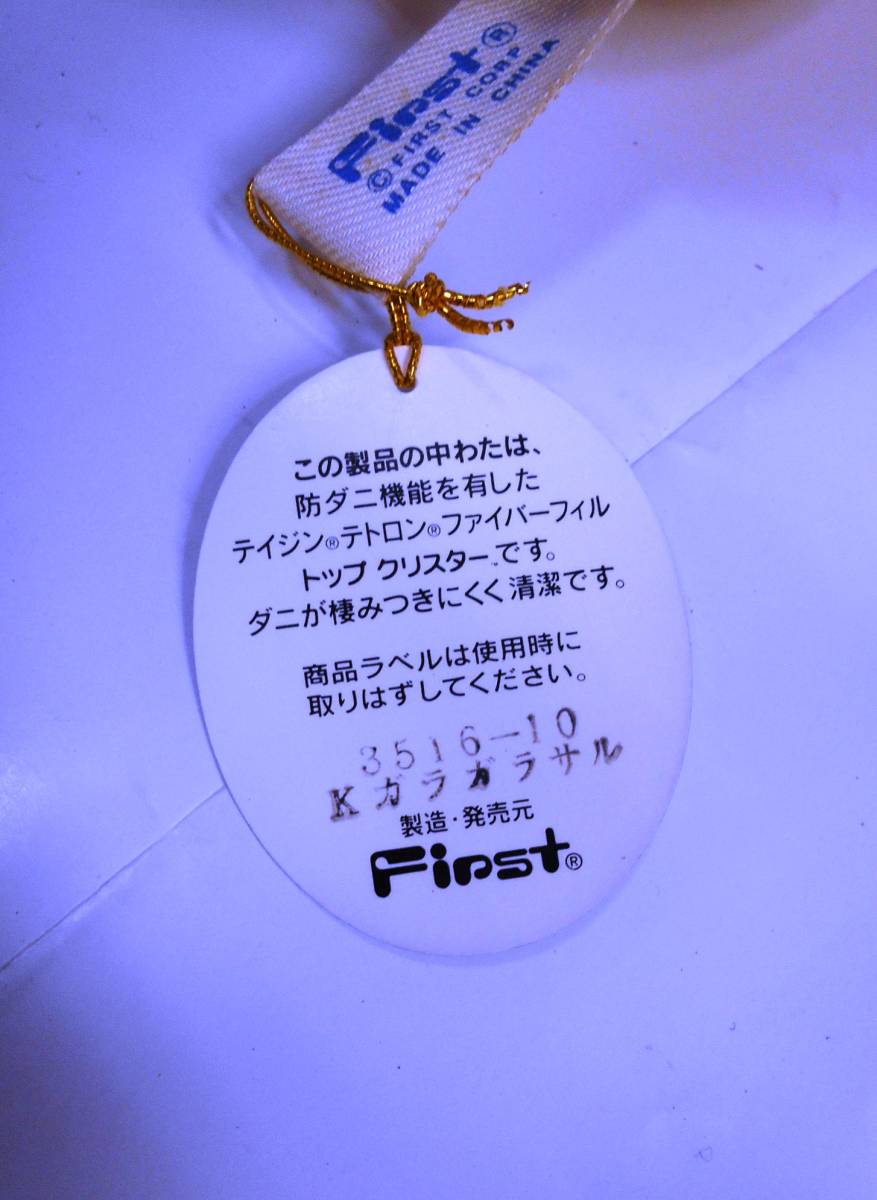 First®
© FIRST CORP
MADE IN CHINA
この製品の中わたは、
防ダニ機能を有した
テイジン®テトロン®ファイバーフィル
トップ クリスター™です。
ダニが棲みつきにくく清潔です。
商品ラベルは使用時に
取りはずしてください。
3516-10
Kガラガラサル
製造・発売元
First®